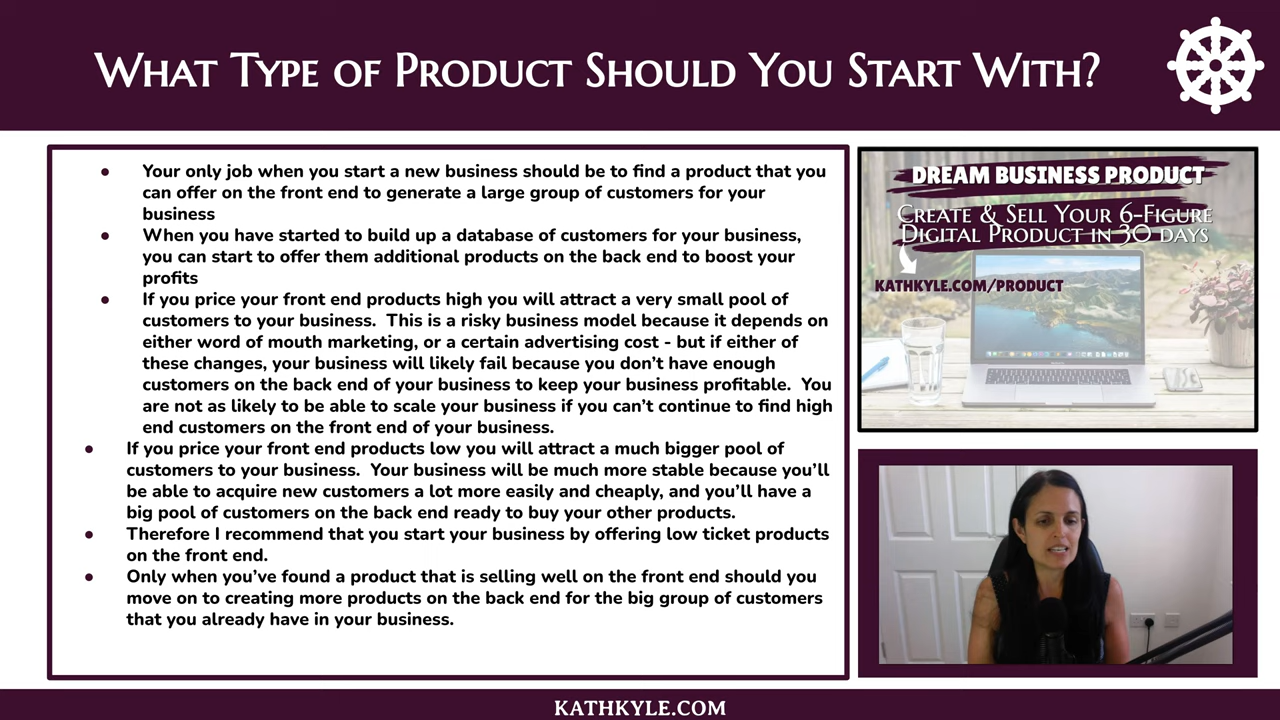 What Type of Product Should You Start With?
● Your only job when you start a new business should be to find a product that you
can offer on the front end to generate a large group of customers for your
business
● When you have started to build up a database of customers for your business,
you can start to offer them additional products on the back end to boost your
profits
● If you price your front end products high you will attract a very small pool of
customers to your business.  This is a risky business model because it depends on
either word of mouth marketing, or a certain advertising cost - but if either of
these changes, your business will likely fail because you don't have enough
customers on the back end of your business to keep your business profitable.  You
are not as likely to be able to scale your business if you can't continue to find high
end customers on the front end of your business.
● If you price your front end products low you will attract a much bigger pool of
customers to your business.  Your business will be much more stable because you'll
be able to acquire new customers a lot more easily and cheaply, and you'll have a
big pool of customers on the back end ready to buy your other products.
● Therefore I recommend that you start your business by offering low ticket products
on the front end.
● Only when you've found a product that is selling well on the front end should you
move on to creating more products on the back end for the big group of customers
that you already have in your business.
DREAM BUSINESS PRODUCT
Create & Sell Your 6-Figure
Digital Product in 30 days
KATHKYLE.COM/PRODUCT
KATHKYLE.COM